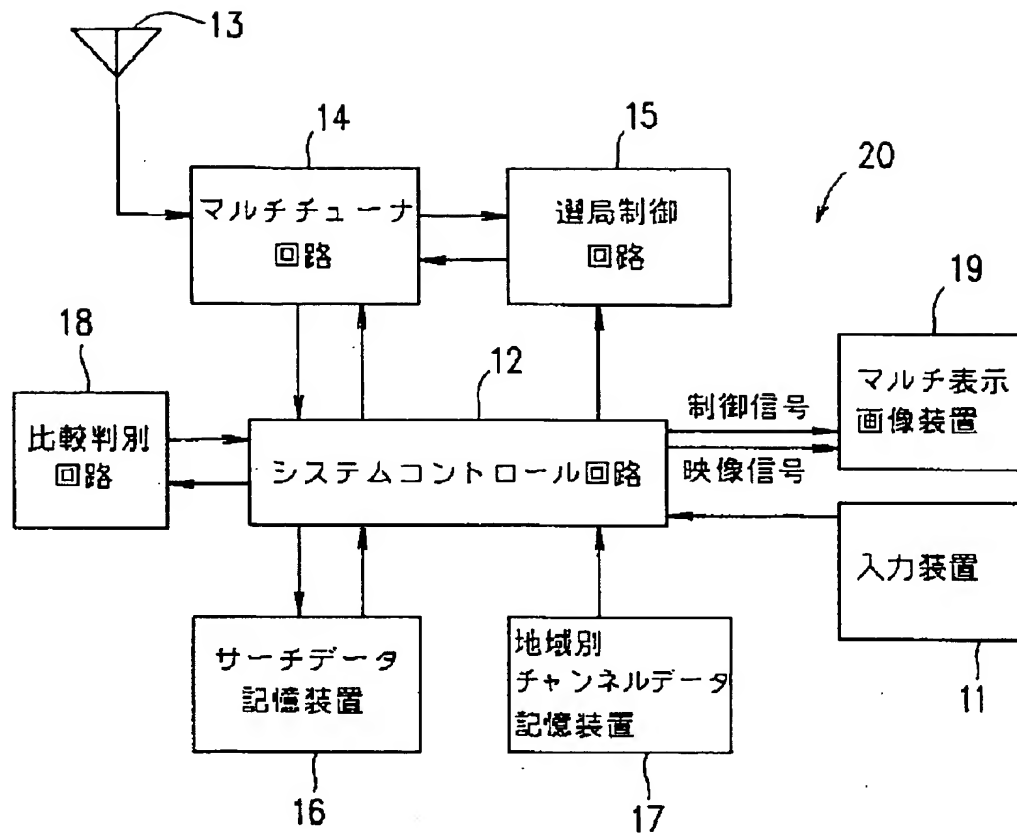 13
14
15
20
マルチチューナ
回路
選局制御
回路
19
18
12
マルチ表示
画像装置
制御信号
比較判別
回路
システムコントロール回路
映像信号
入力装置
サーチデータ
記憶装置
地域別
チャンネルデータ
記憶装置
11
16
17